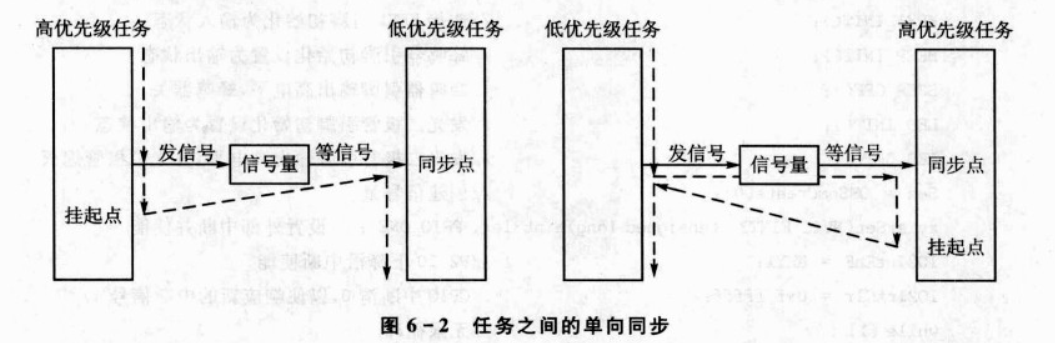 高优先级任务
低优先级任务
低优先级任务
高优先级任务
发信号
信号量
等信号
同步点
挂起点
发信号
信号量
等信号
同步点
挂起点
图 6-2 任务之间的单向同步